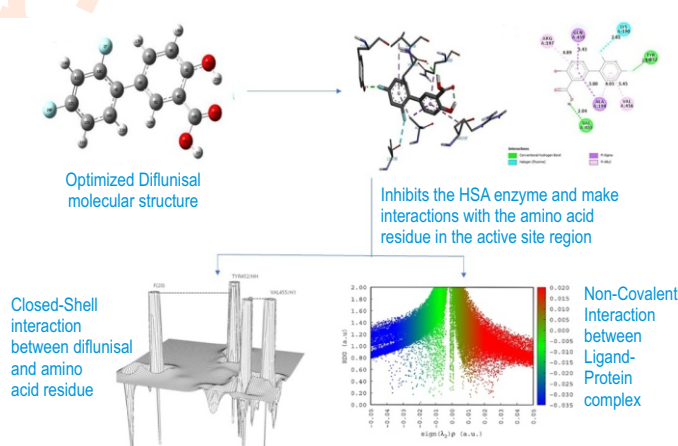 Optimized Diflunisal
molecular structure
Inhibits the HSA enzyme and make
interactions with the amino acid
residue in the active site region
Interactions
Conventional Hydrogen Bond
Halogen (Fluorine)
Pi-Sigma
Pi-Alkyl
Closed-Shell
interaction
between diflunisal
and amino
acid residue
Non-Covalent
Interaction
between
Ligand-
Protein
complex
RDG (a.u)
2.00
1.80
1.60
1.40
1.20
1.00
0.80
0.60
0.40
0.20
0.00
-0.05
-0.04
-0.03
-0.02
-0.01
0.00
0.01
0.02
0.03
0.04
0.05
sign(λ₂)ρ (a.u.)
0.020
0.015
0.010
0.005
0.000
-0.005
-0.010
-0.015
-0.020
-0.025
-0.030
-0.035